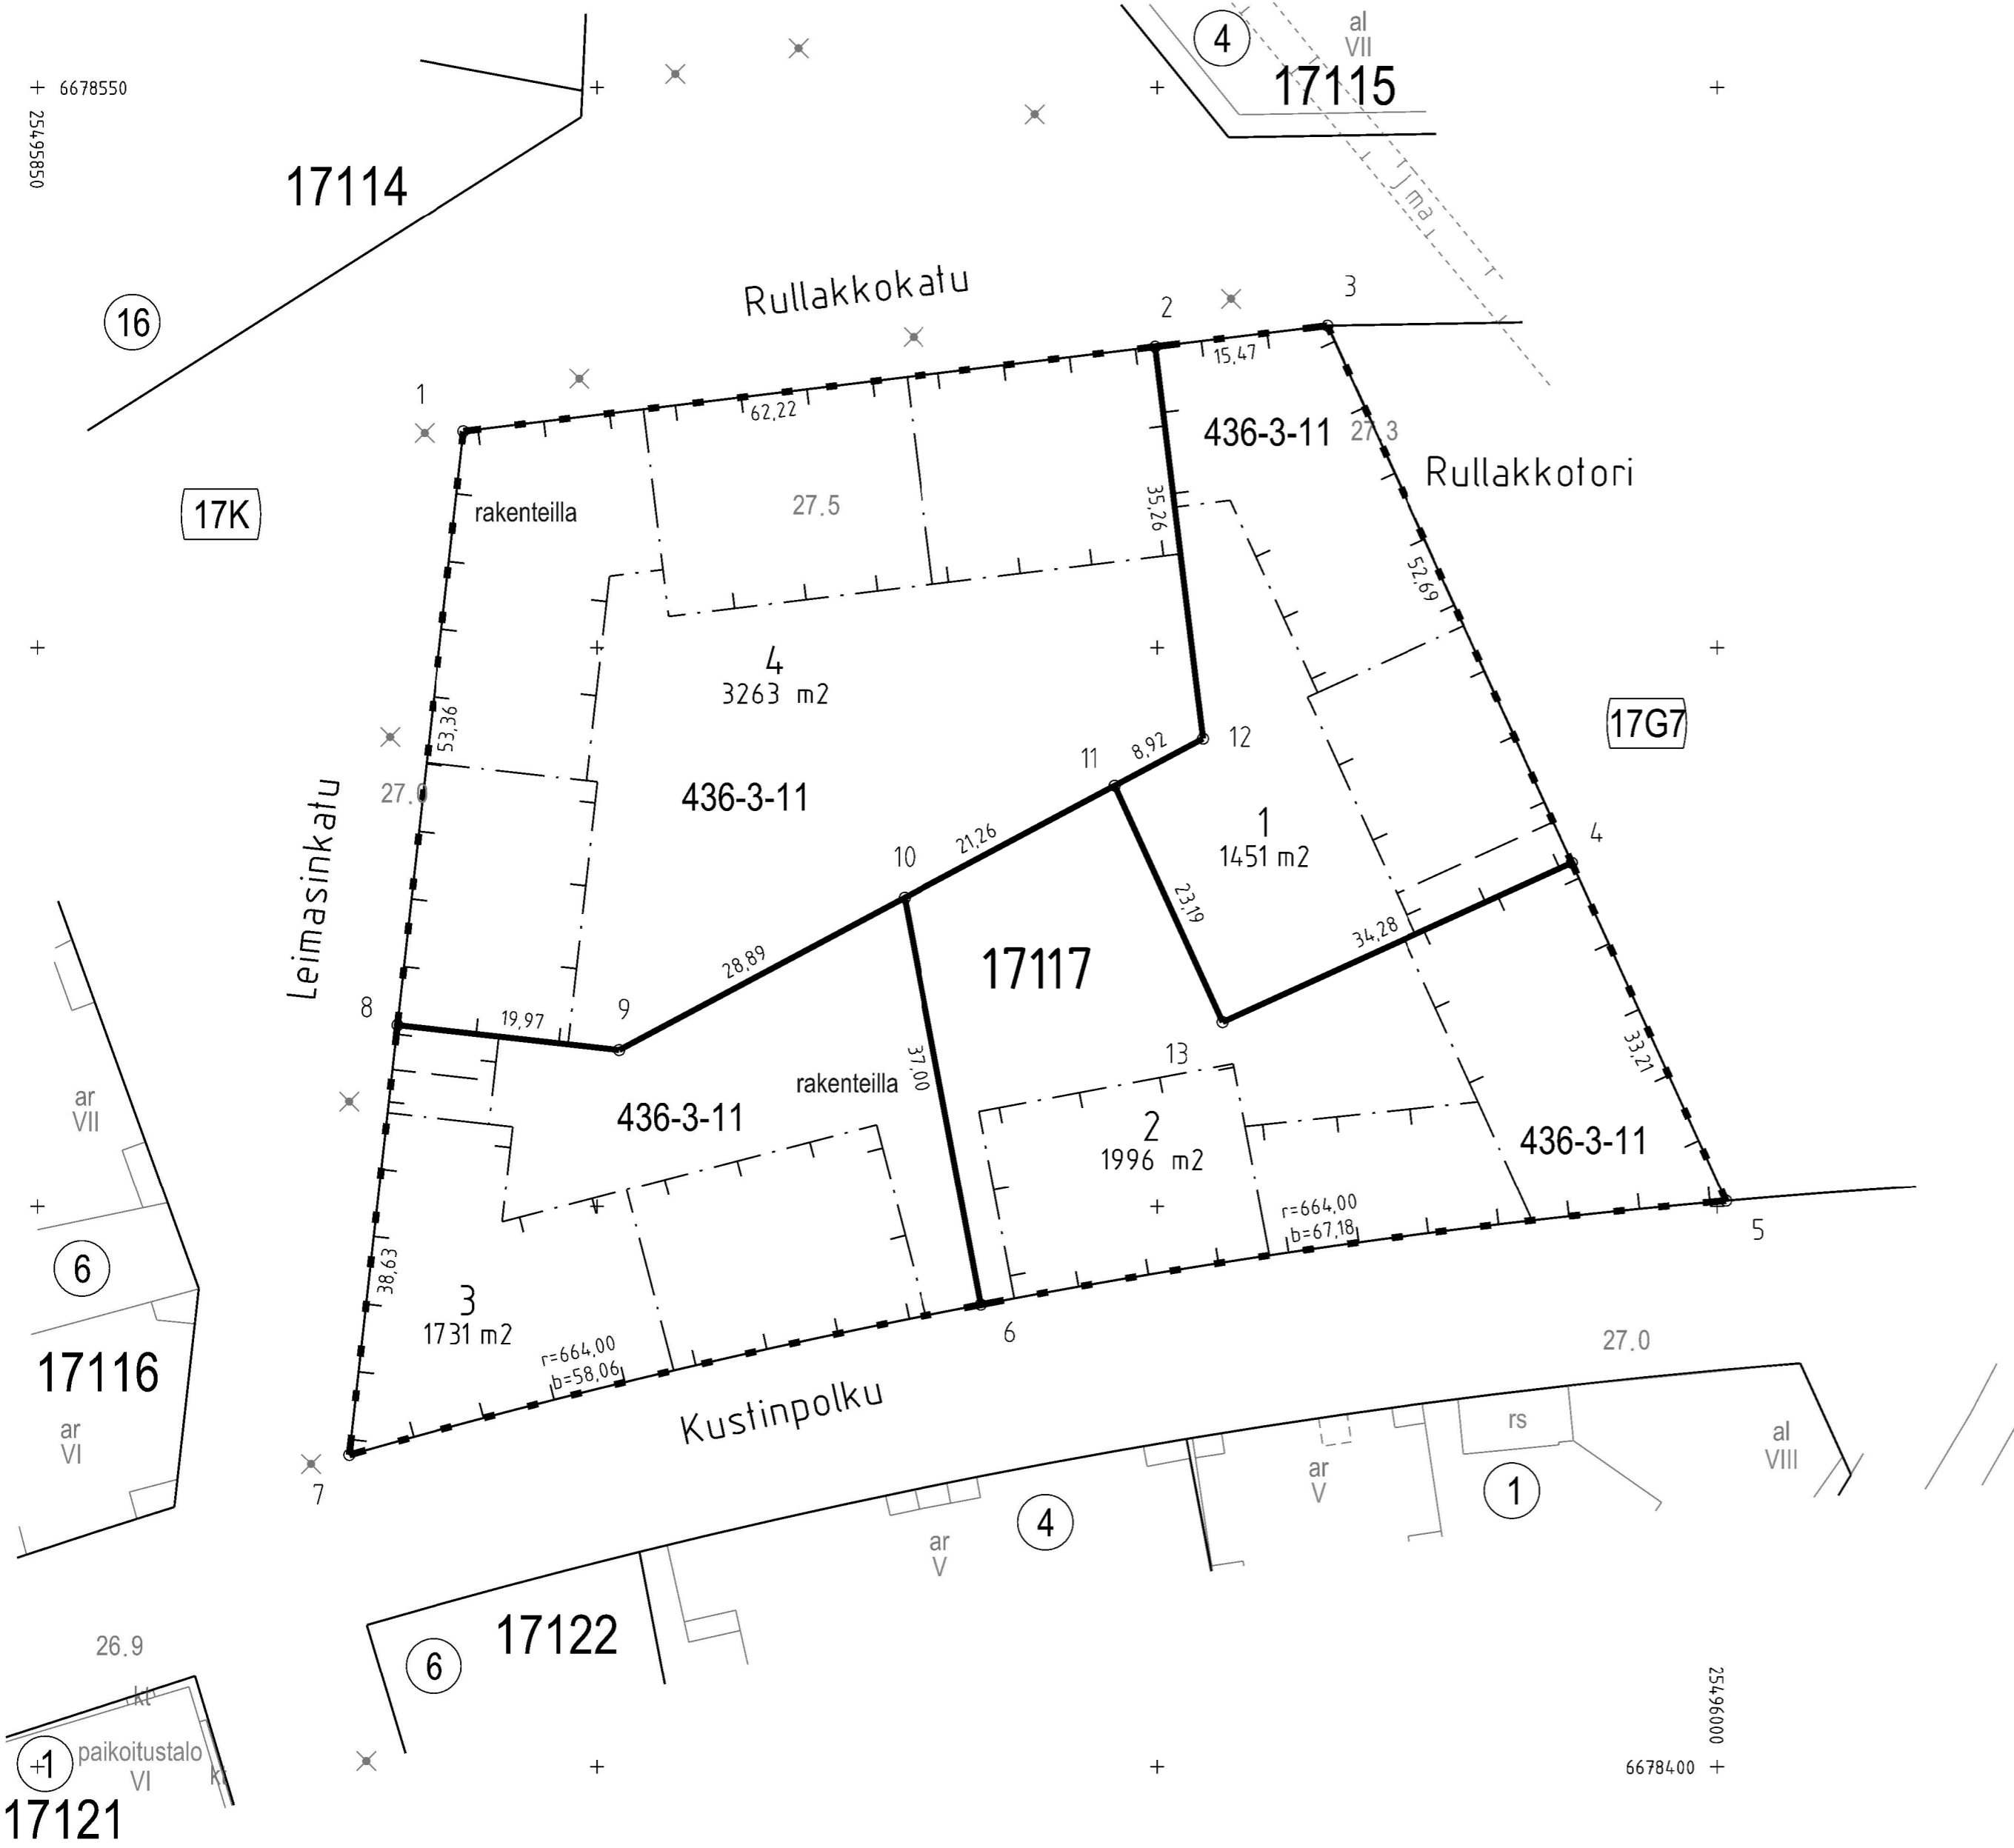 4
al
VII
17115
6678550
25495850
17114
jma
16
Rullakkokatu
2
3
15,47
1
62,22
436-3-11
27.3
Rullakkotori
17K
rakenteilla
27.5
35,26
52,69
4
3263 m2
53,36
17G7
12
11
8,92
27.0
436-3-11
Leimasinkatu
1
1451 m2
4
21,26
10
23,19
34,28
28,89
17117
8
19,97
9
13
33,21
37,00
rakenteilla
ar
VII
436-3-11
2
1996 m2
436-3-11
r=664,00
b=67,18
5
6
38,63
3
1731 m2
6
r=664,00
b=58,06
27.0
17116
Kustinpolku
ar
VI
rs
al
VIII
ar
V
1
7
4
ar
V
17122
6
26.9
kt
25496000
1
paikoitustalo
VI
kt
6678400
17121